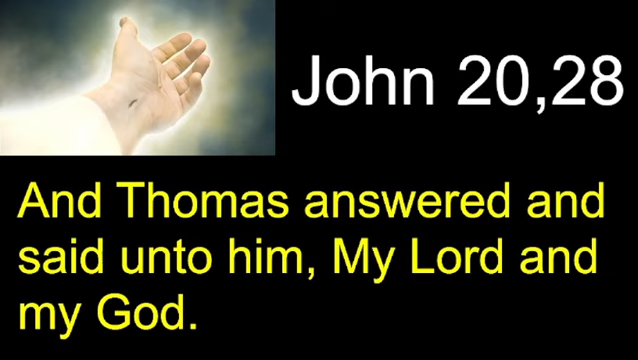 John 20,28
And Thomas answered and
said unto him, My Lord and
my God.